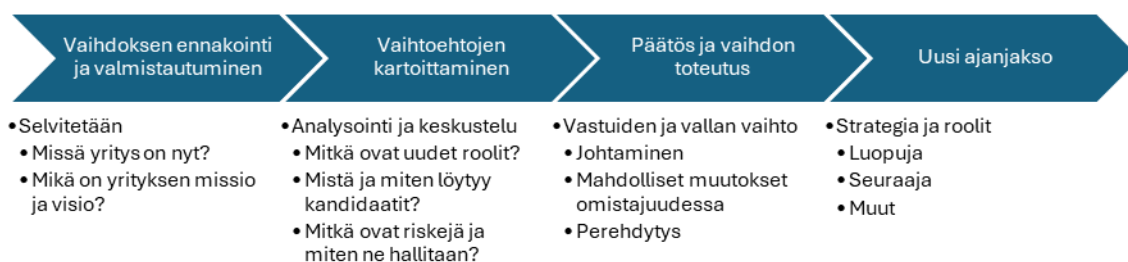 Vaihdoksen ennakointi
ja valmistautuminen
Vaihtoehtojen
kartoittaminen
Päätös ja vaihdon
toteutus
Uusi ajanjakso
•Selvitetään
•Missä yritys on nyt?
•Mikä on yrityksen missio
ja visio?
•Analysointi ja keskustelu
•Mitkä ovat uudet roolit?
•Mistä ja miten löytyy
kandidaatit?
•Mitkä ovat riskejä ja
miten ne hallitaan?
•Vastuiden ja vallan vaihto
•Johtaminen
•Mahdolliset muutokset
omistajuudessa
•Perehdytys
•Strategia ja roolit
•Luopuja
•Seuraaja
•Muut